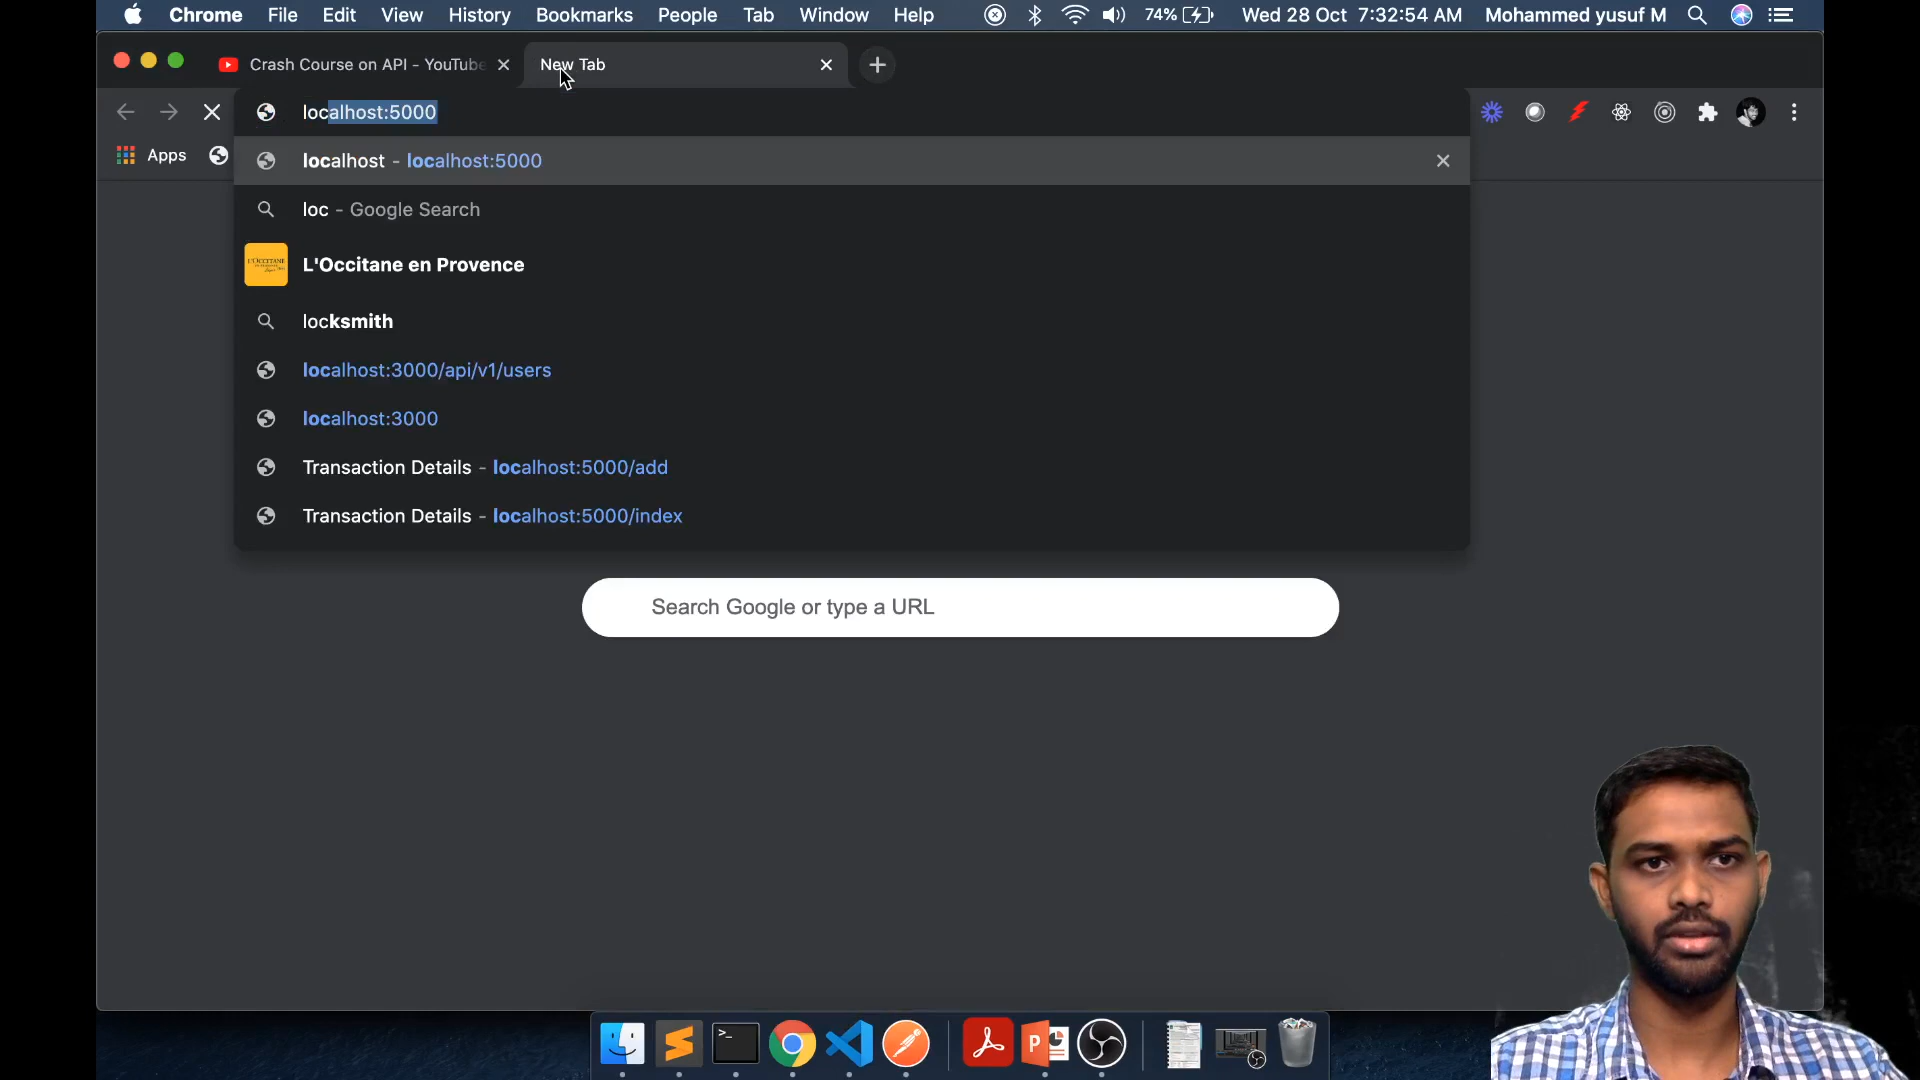 Chrome File Edit View History Bookmarks People Tab Window Help 74% Wed 28 Oct 7:32:54 AM Mohammed yusuf M
Crash Course on API - YouTube
New Tab
localhost:5000
Apps
localhost - localhost:5000
loc - Google Search
L'OCCITANE
L'Occitane en Provence
locksmith
localhost:3000/api/v1/users
localhost:3000
Transaction Details - localhost:5000/add
Transaction Details - localhost:5000/index
Search Google or type a URL